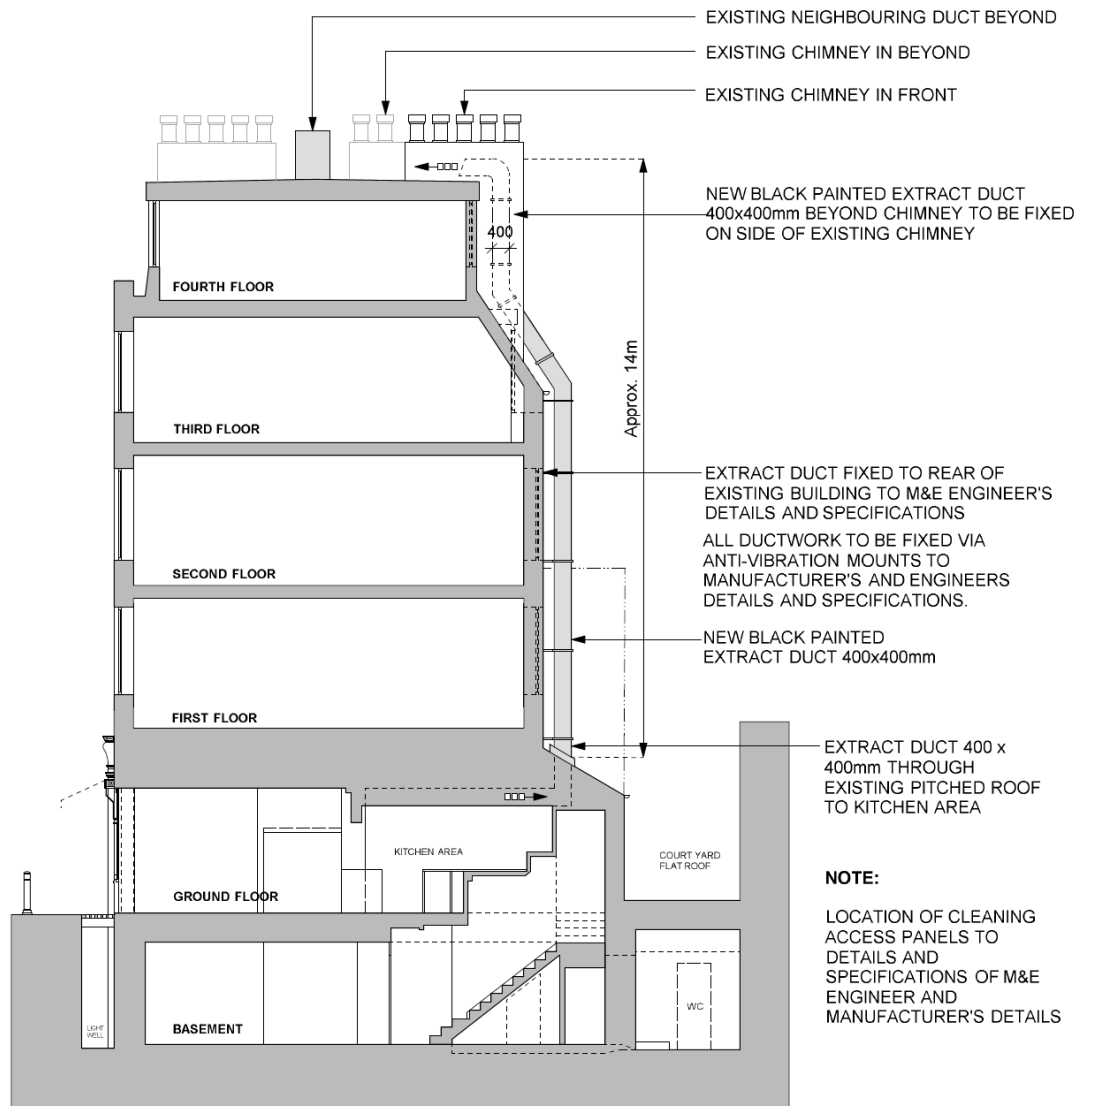 EXISTING NEIGHBOURING DUCT BEYOND
EXISTING CHIMNEY IN BEYOND
EXISTING CHIMNEY IN FRONT
NEW BLACK PAINTED EXTRACT DUCT
400x400mm BEYOND CHIMNEY TO BE FIXED
ON SIDE OF EXISTING CHIMNEY
400
FOURTH FLOOR
Approx. 14m
THIRD FLOOR
EXTRACT DUCT FIXED TO REAR OF
EXISTING BUILDING TO M&E ENGINEER'S
DETAILS AND SPECIFICATIONS
ALL DUCTWORK TO BE FIXED VIA
ANTI-VIBRATION MOUNTS TO
MANUFACTURER'S AND ENGINEERS
DETAILS AND SPECIFICATIONS.
SECOND FLOOR
NEW BLACK PAINTED
EXTRACT DUCT 400x400mm
FIRST FLOOR
EXTRACT DUCT 400 x
400mm THROUGH
EXISTING PITCHED ROOF
TO KITCHEN AREA
KITCHEN AREA
COURT YARD
FLAT ROOF
GROUND FLOOR
NOTE:
LOCATION OF CLEANING
ACCESS PANELS TO
DETAILS AND
SPECIFICATIONS OF M&E
ENGINEER AND
MANUFACTURER'S DETAILS
WC
LIGHT
WELL
BASEMENT